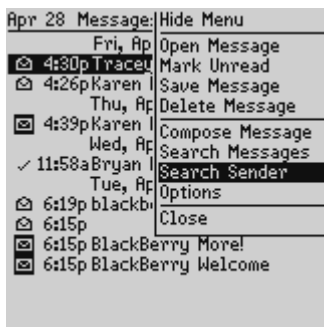 Apr 28 Message: Hide Menu
Fri, Ap Open Message
4:30p Tracey Mark Unread
4:26p Karen Save Message
Thu, Ap Delete Message
4:39p Karen Compose Message
Wed, Ap Search Messages
11:58a Bryan Search Sender
Tue, Ap Options
6:19p blackb
6:15p Close
6:15p BlackBerry More!
6:15p BlackBerry Welcome